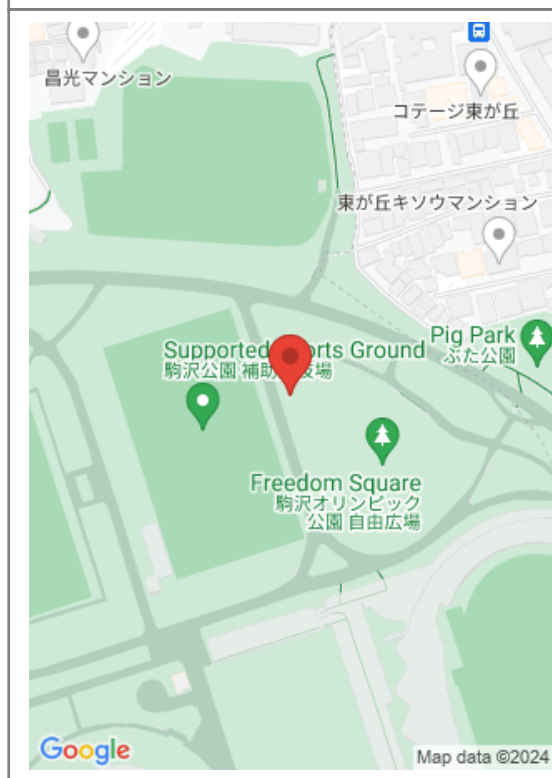 昌光マンション
コテージ東が丘
東が丘キソウマンション
Pig Park
ぶた公園
Supported orts Ground
駒沢公園 補助 技場
Freedom Square
駒沢オリンピック
公園 自由広場
Google
Map data ©2024